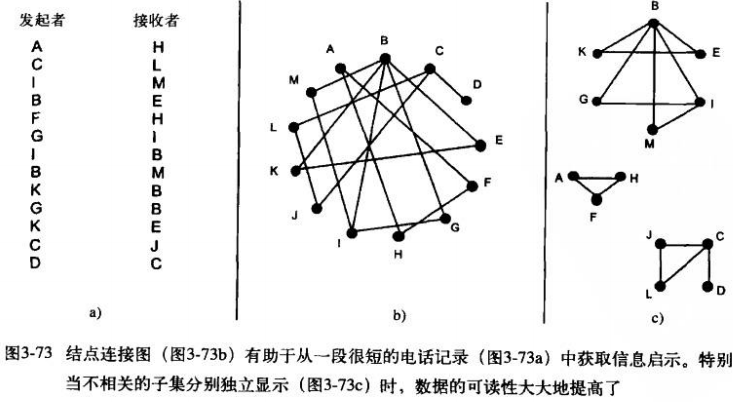 发起者 接收者
A H
C L
I M
B E
F H
G I
I B
B M
K B
G B
K E
C J
D C
a)
A
B
C
D
E
F
G
H
I
J
K
L
M
b)
B
K
E
G
I
M
A
H
F
J
C
L
D
c)
图3-73 结点连接图（图3-73b）有助于从一段很短的电话记录（图3-73a）中获取信息启示。特别
当不相关的子集分别独立显示（图3-73c）时，数据的可读性大大地提高了